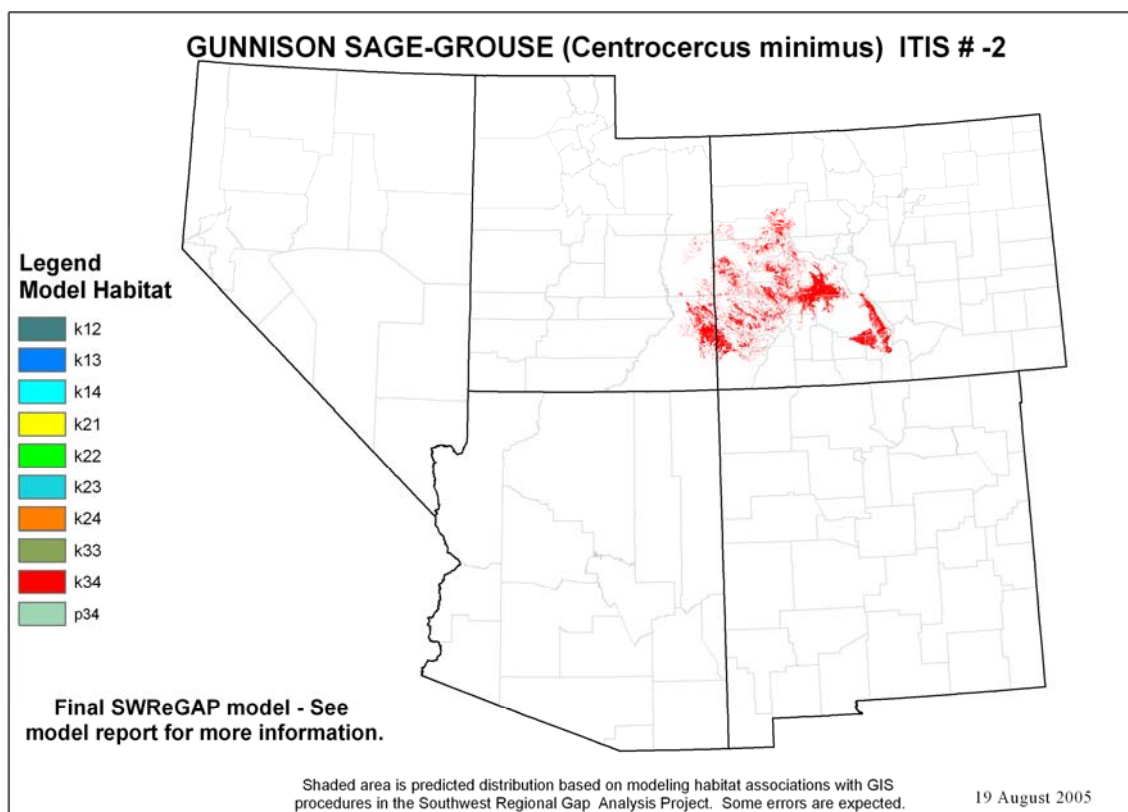 GUNNISON SAGE-GROUSE (Centrocercus minimus) ITIS # -2
Legend
Model Habitat
k12
k13
k14
k21
k22
k23
k24
k33
k34
p34
Final SWReGAP model - See
model report for more information.
Shaded area is predicted distribution based on modeling habitat associations with GIS
procedures in the Southwest Regional Gap Analysis Project. Some errors are expected.
19 August 2005